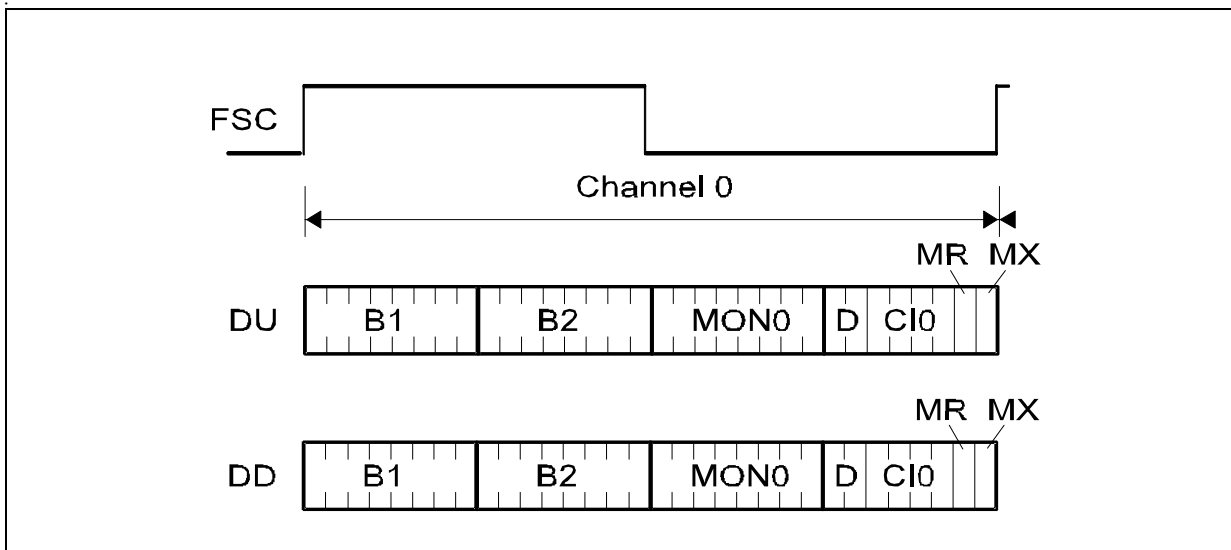 FSC
Channel 0
MR MX
DU B1 B2 MON0 D CI0
MR MX
DD B1 B2 MON0 D CI0